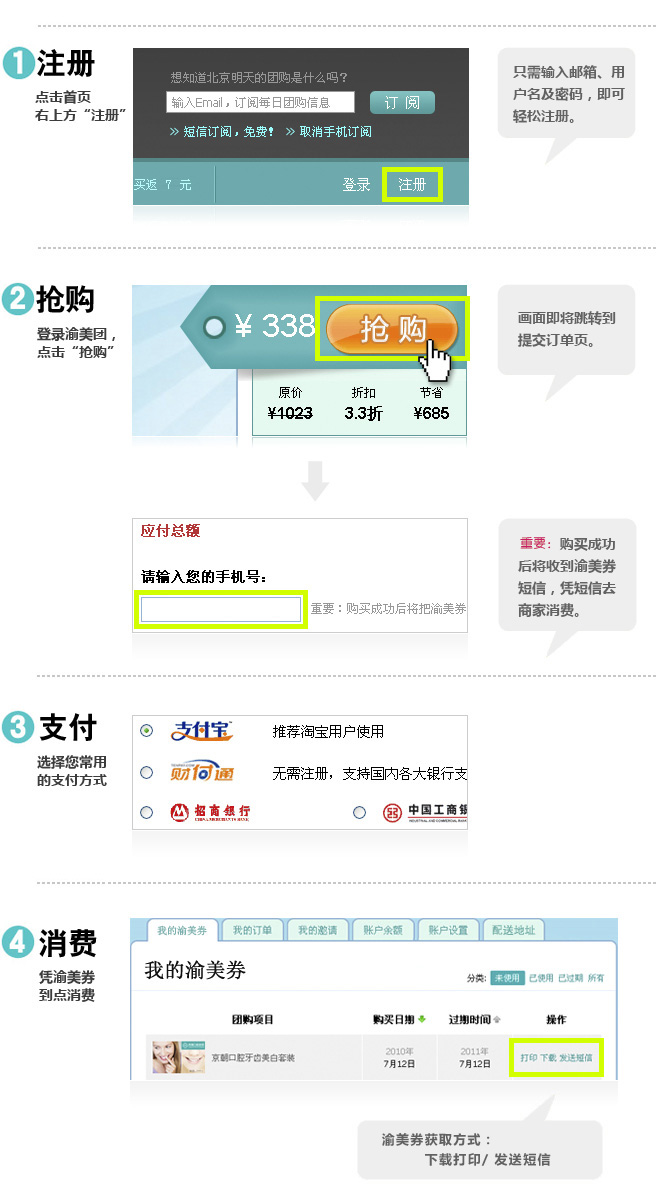 1 注册
点击首页
右上方“注册”
想知道北京明天的团购是什么吗？
输入Email，订阅每日团购信息
订 阅
» 短信订阅，免费！ » 取消手机订阅
买返 7 元
登录
注册
只需输入邮箱、用
户名及密码，即可
轻松注册。
2 抢购
登录渝美团，
点击“抢购”
¥ 338
抢 购
原价 折扣 节省
¥1023 3.3折 ¥685
画面即将跳转到
提交订单页。
应付总额
请输入您的手机号：
重要：购买成功后将把渝美券
重要：购买成功
后将收到渝美券
短信，凭短信去
商家消费。
3 支付
选择您常用
的支付方式
支付宝 推荐淘宝用户使用
财付通 无需注册，支持国内各大银行支
招商银行 中国工商银
CHINA MERCHANTS BANK
INDUSTRIAL AND COMMERCIAL BANK
4 消费
凭渝美券
到点消费
我的渝美券 我的订单 我的邀请 账户余额 账户设置 配送地址
我的渝美券
分类: 未使用 已使用 已过期 所有
团购项目 购买日期 过期时间 操作
京朝口腔牙齿美白套装
2010年
7月12日
2011年
7月12日
打印 下载 发送短信
渝美券获取方式：
下载打印/ 发送短信